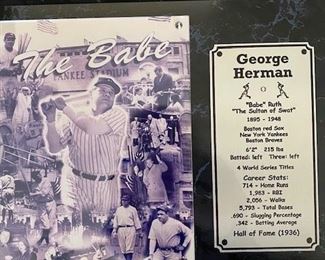 The Babe
YANKEE STADIUM
George
Herman
"Babe" Ruth
"The Sultan of Swat"
1895 - 1948
Boston red Sox
New York Yankees
Boston Braves
6'2" 215 lbs
Batted: left Threw: left
4 World Series Titles
Career Stats:
714 - Home Runs
1,983 - RBI
2,056 - Walks
5,793 - Total Bases
.690 - Slugging Percentage
.342 - Batting Average
Hall of Fame (1936)